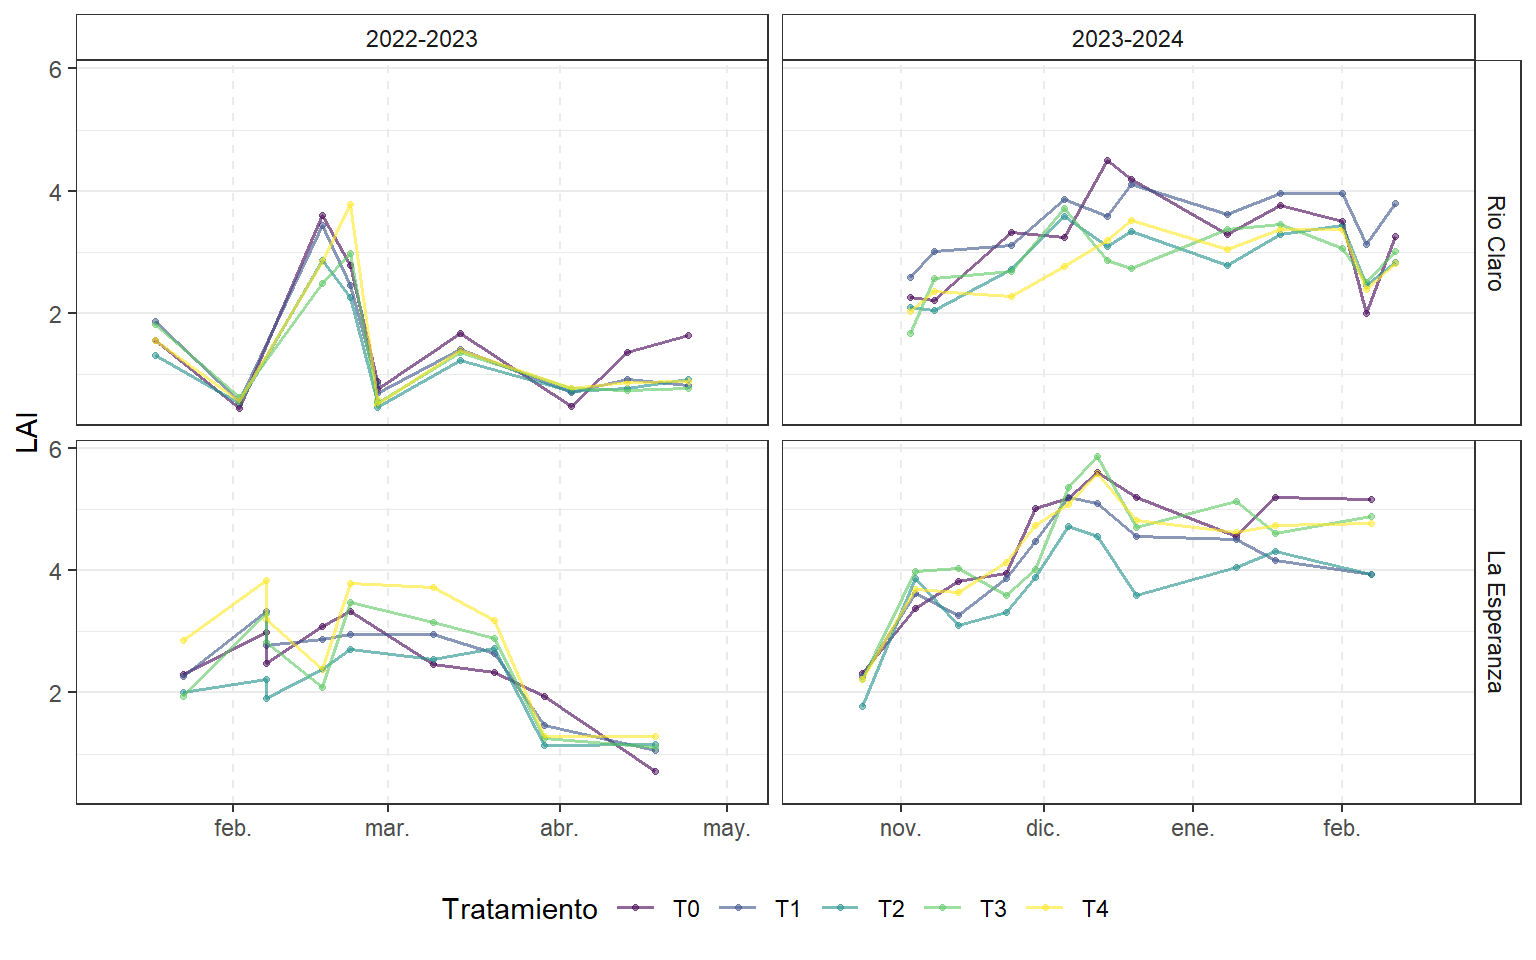 2022-2023 2023-2024
6
4
2
Rio Claro
LAI
6
4
2
La Esperanza
feb. mar. abr. may. nov. dic. ene. feb.
Tratamiento T0 T1 T2 T3 T4